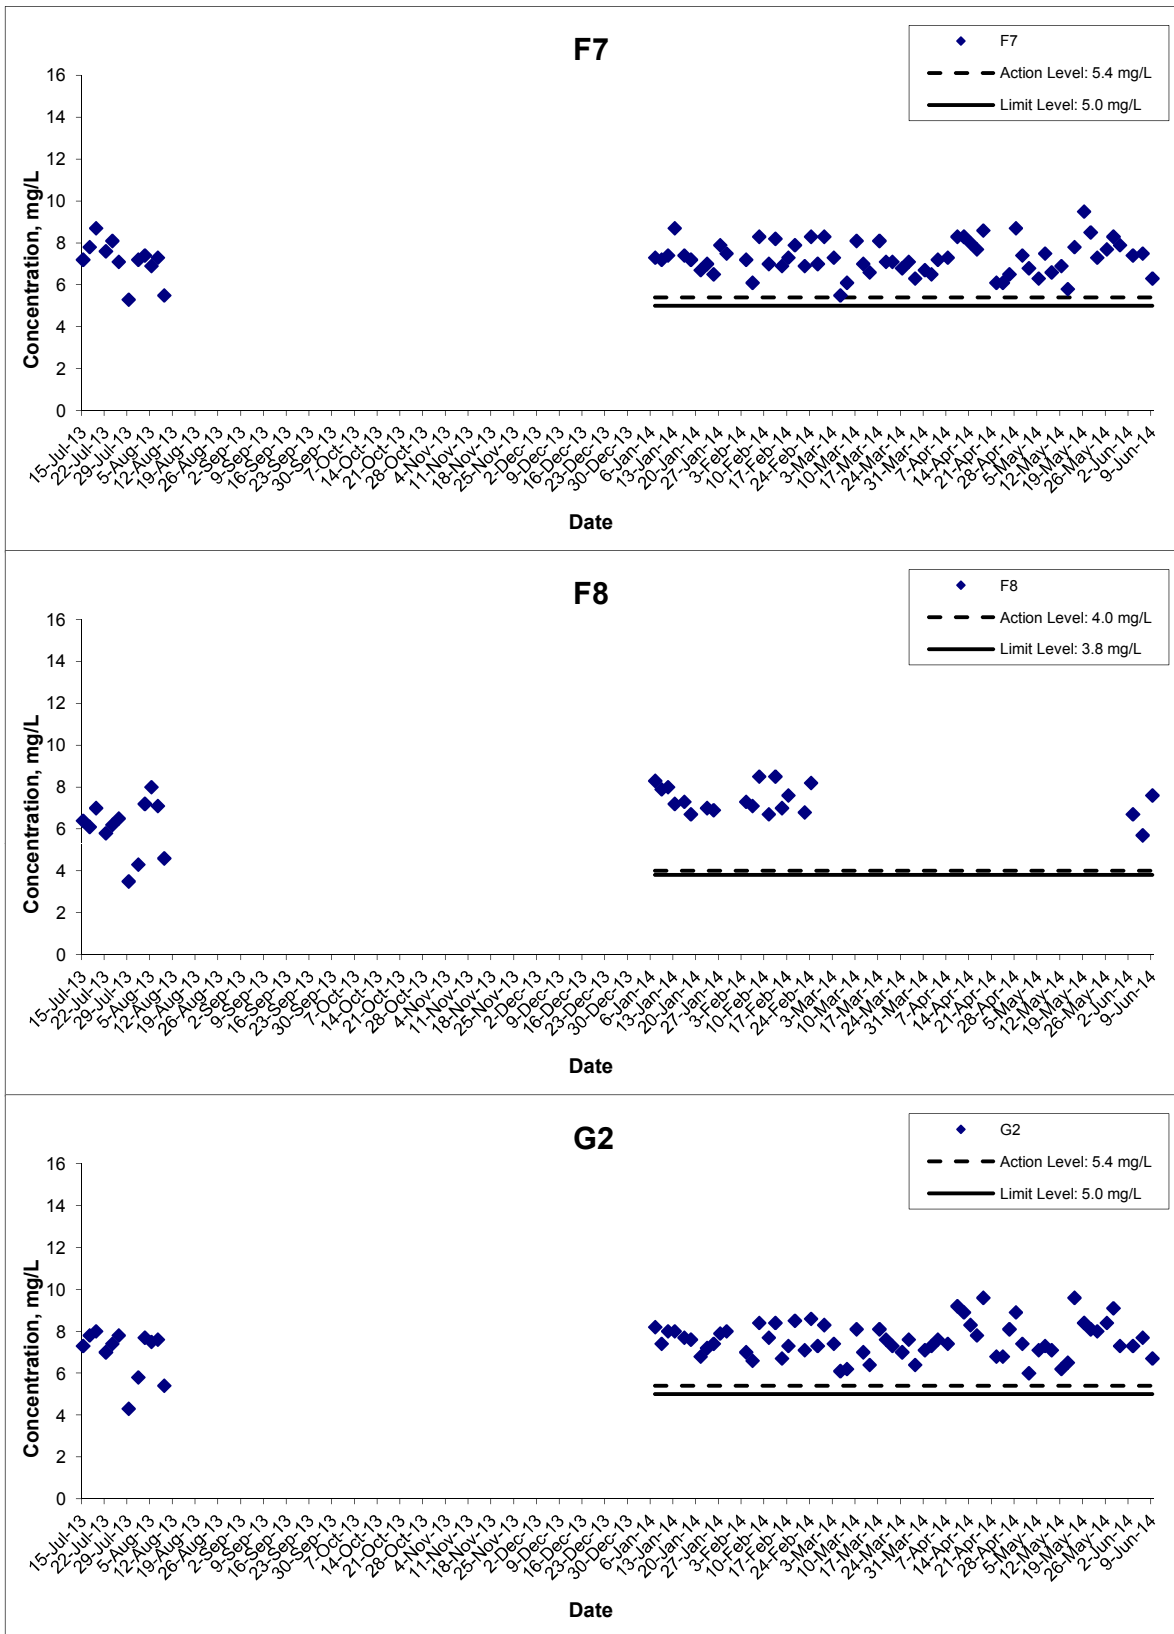 F7
F7
Action Level: 5.4 mg/L
Limit Level: 5.0 mg/L
Concentration, mg/L
16
14
12
10
8
6
4
2
0
15-Jul-13
22-Jul-13
29-Jul-13
5-Aug-13
12-Aug-13
19-Aug-13
26-Aug-13
2-Sep-13
9-Sep-13
16-Sep-13
23-Sep-13
30-Sep-13
7-Oct-13
14-Oct-13
21-Oct-13
28-Oct-13
4-Nov-13
11-Nov-13
18-Nov-13
25-Nov-13
2-Dec-13
9-Dec-13
16-Dec-13
23-Dec-13
30-Dec-13
6-Jan-14
13-Jan-14
20-Jan-14
27-Jan-14
3-Feb-14
10-Feb-14
17-Feb-14
24-Feb-14
3-Mar-14
10-Mar-14
17-Mar-14
24-Mar-14
31-Mar-14
7-Apr-14
14-Apr-14
21-Apr-14
28-Apr-14
5-May-14
12-May-14
19-May-14
26-May-14
2-Jun-14
9-Jun-14
Date
F8
F8
Action Level: 4.0 mg/L
Limit Level: 3.8 mg/L
Concentration, mg/L
16
14
12
10
8
6
4
2
0
15-Jul-13
22-Jul-13
29-Jul-13
5-Aug-13
12-Aug-13
19-Aug-13
26-Aug-13
2-Sep-13
9-Sep-13
16-Sep-13
23-Sep-13
30-Sep-13
7-Oct-13
14-Oct-13
21-Oct-13
28-Oct-13
4-Nov-13
11-Nov-13
18-Nov-13
25-Nov-13
2-Dec-13
9-Dec-13
16-Dec-13
23-Dec-13
30-Dec-13
6-Jan-14
13-Jan-14
20-Jan-14
27-Jan-14
3-Feb-14
10-Feb-14
17-Feb-14
24-Feb-14
3-Mar-14
10-Mar-14
17-Mar-14
24-Mar-14
31-Mar-14
7-Apr-14
14-Apr-14
21-Apr-14
28-Apr-14
5-May-14
12-May-14
19-May-14
26-May-14
2-Jun-14
9-Jun-14
Date
G2
G2
Action Level: 5.4 mg/L
Limit Level: 5.0 mg/L
Concentration, mg/L
16
14
12
10
8
6
4
2
0
15-Jul-13
22-Jul-13
29-Jul-13
5-Aug-13
12-Aug-13
19-Aug-13
26-Aug-13
2-Sep-13
9-Sep-13
16-Sep-13
23-Sep-13
30-Sep-13
7-Oct-13
14-Oct-13
21-Oct-13
28-Oct-13
4-Nov-13
11-Nov-13
18-Nov-13
25-Nov-13
2-Dec-13
9-Dec-13
16-Dec-13
23-Dec-13
30-Dec-13
6-Jan-14
13-Jan-14
20-Jan-14
27-Jan-14
3-Feb-14
10-Feb-14
17-Feb-14
24-Feb-14
3-Mar-14
10-Mar-14
17-Mar-14
24-Mar-14
31-Mar-14
7-Apr-14
14-Apr-14
21-Apr-14
28-Apr-14
5-May-14
12-May-14
19-May-14
26-May-14
2-Jun-14
9-Jun-14
Date